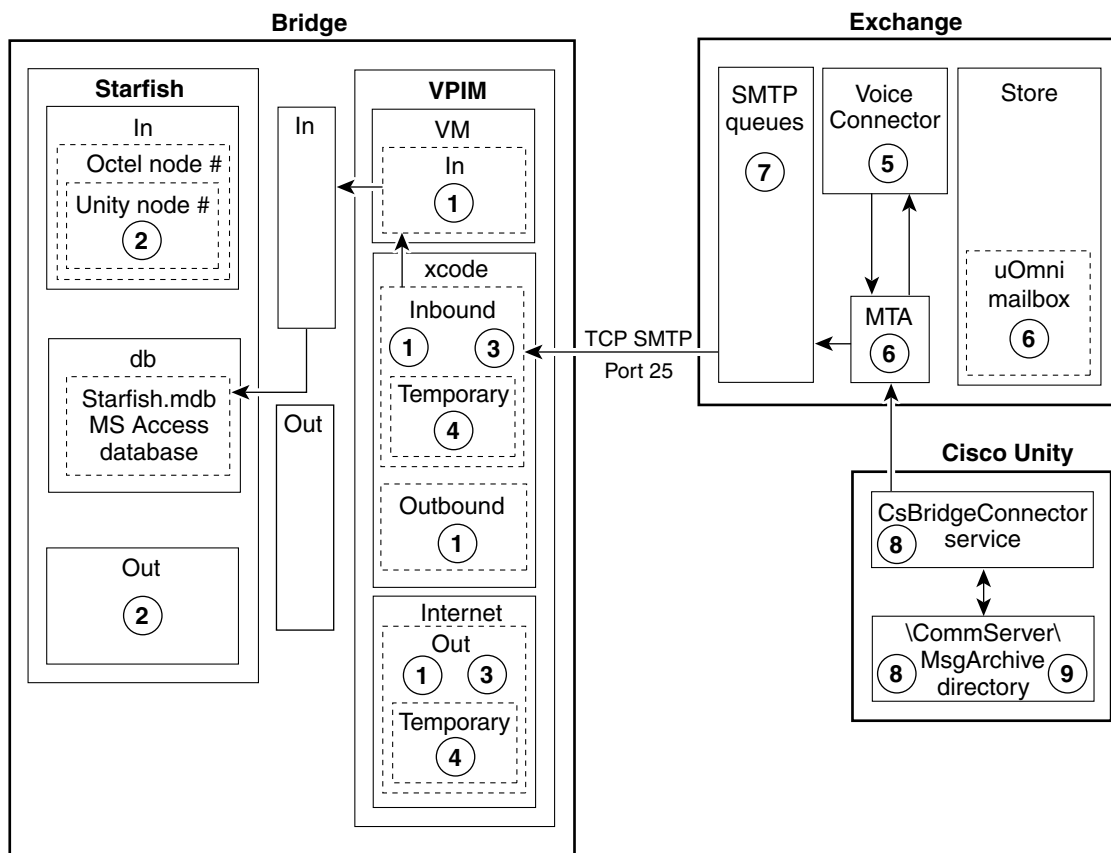 Bridge
Starfish
In
Octel node #
Unity node #
2
db
Starfish.mdb
MS Access
database
Out
2
In
Out
VPIM
VM
In
1
xcode
Inbound
1
3
Temporary
4
Outbound
1
Internet
Out
1
3
Temporary
4
TCP SMTP
Port 25
Exchange
SMTP
queues
7
Voice
Connector
5
MTA
6
Store
uOmni
mailbox
6
Cisco Unity
CsBridgeConnector
service
8
\CommServer\
MsgArchive
directory
8
9